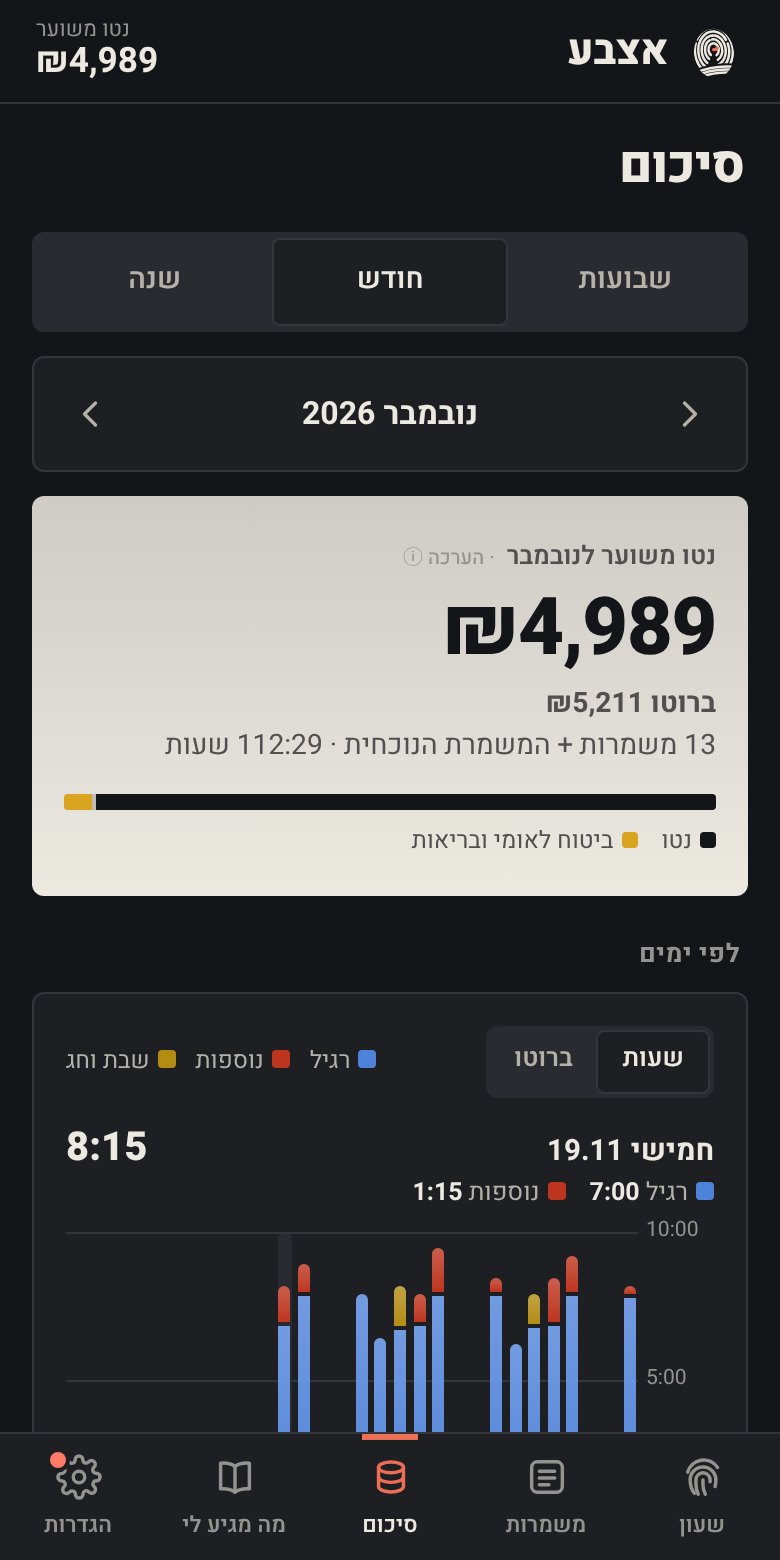 אצבע
נטו משוער
₪4,989
סיכום
שבועות חודש שנה
נובמבר 2026
נטו משוער לנובמבר · הערכה ⓘ
₪4,989
ברוטו ₪5,211
13 משמרות + המשמרת הנוכחית · 112:29 שעות
נטו ביטוח לאומי ובריאות
לפי ימים
שעות ברוטו
רגיל נוספות שבת וחג
חמישי 19.11
8:15
רגיל 7:00 נוספות 1:15
10:00
5:00
שעון משמרות סיכום מה מגיע לי הגדרות